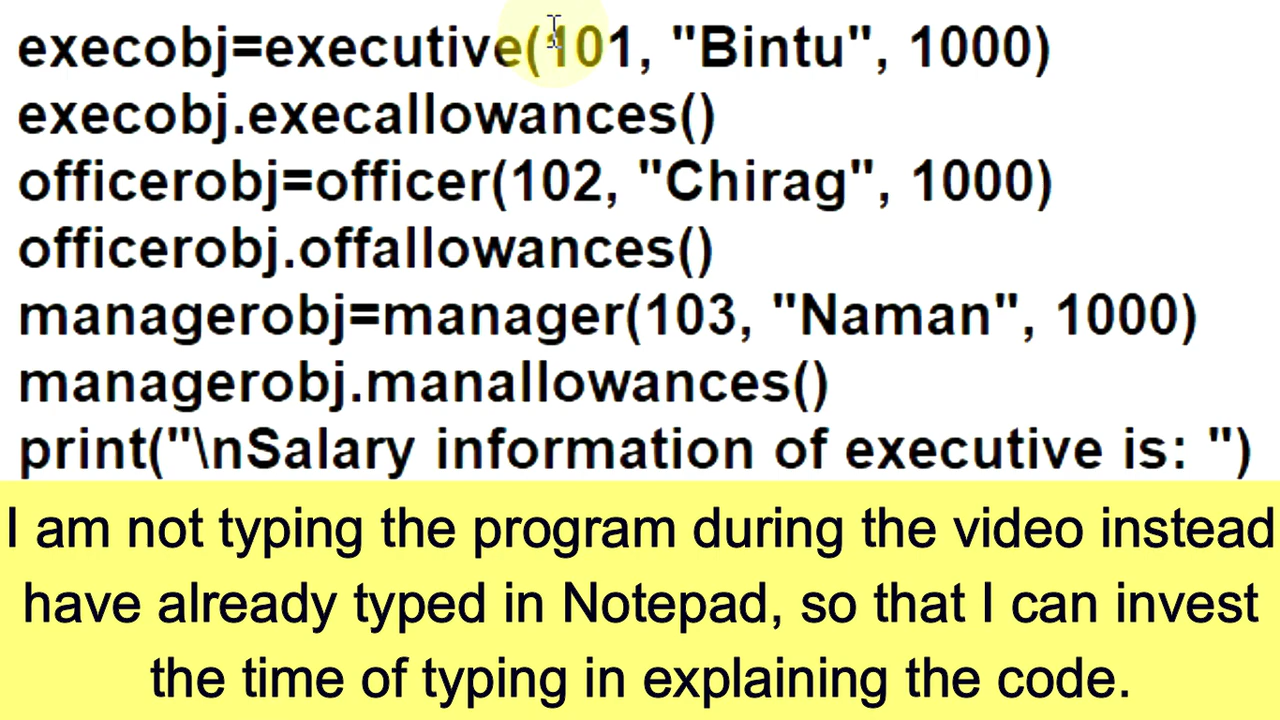 execobj=executive(101, "Bintu", 1000)
execobj.execallowances()
officerobj=officer(102, "Chirag", 1000)
officerobj.offallowances()
managerobj=manager(103, "Naman", 1000)
managerobj.manallowances()
print("\nSalary information of executive is: ")
I am not typing the program during the video instead
have already typed in Notepad, so that I can invest
the time of typing in explaining the code.